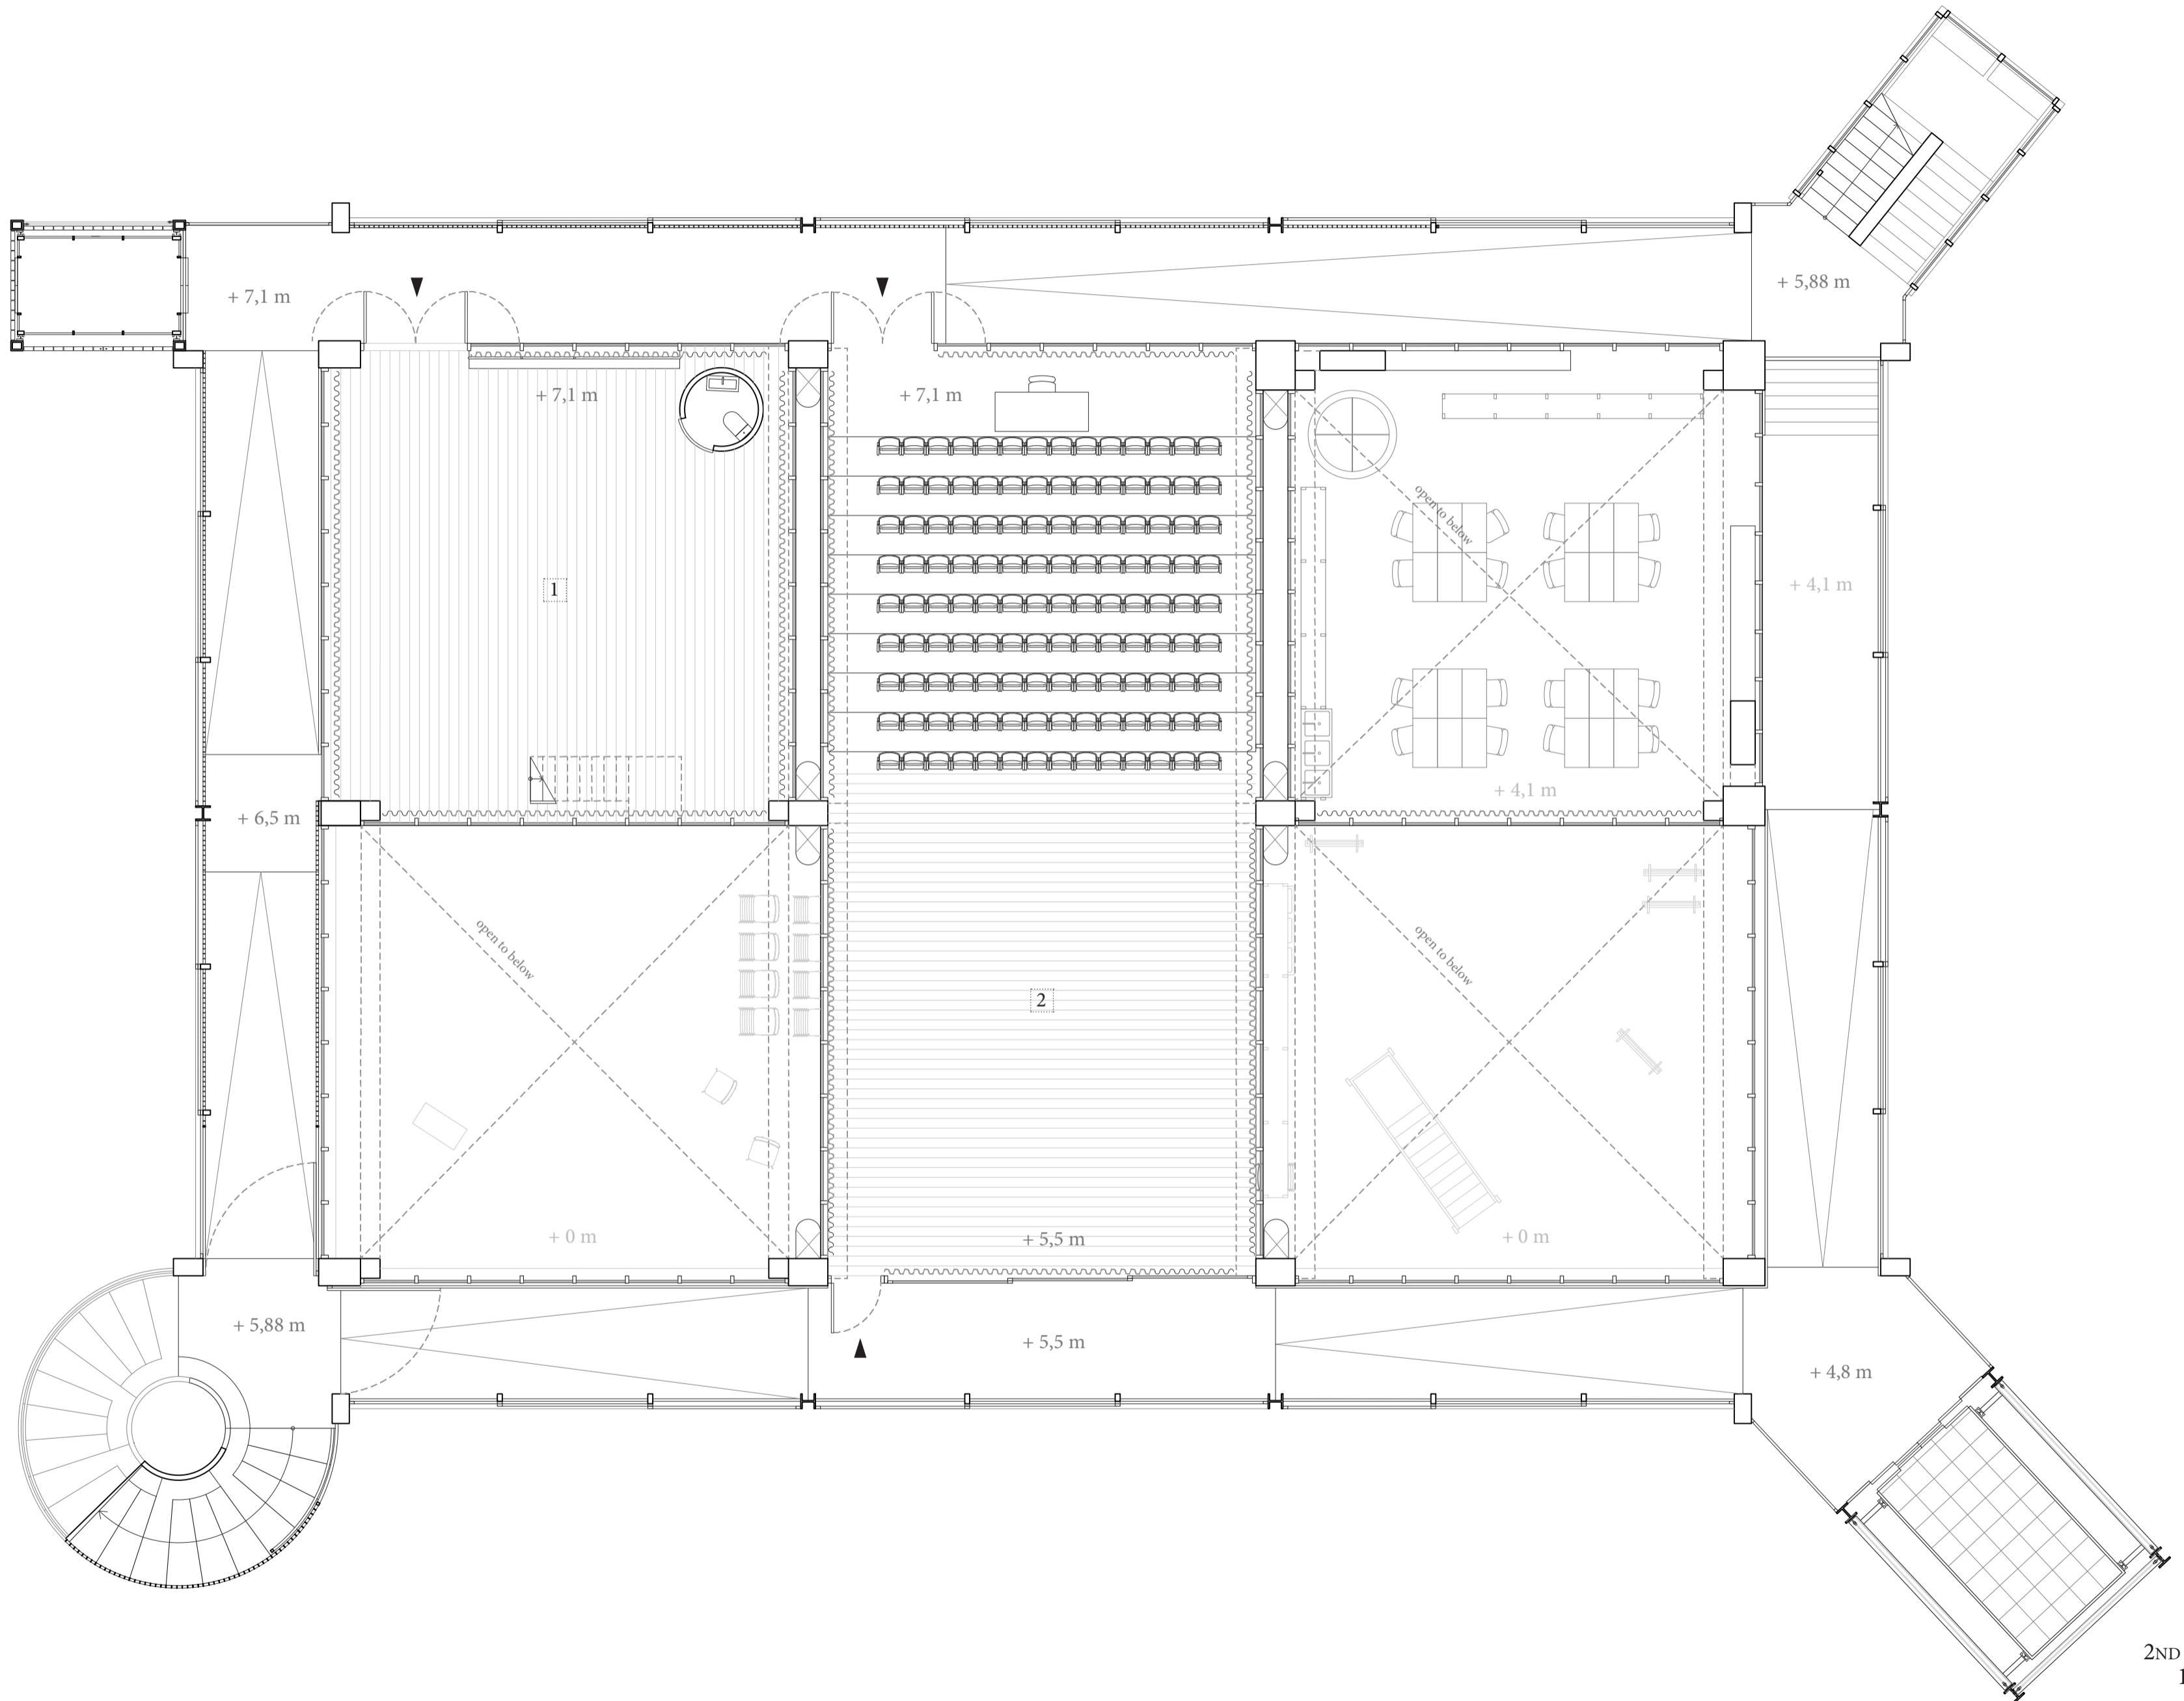 + 5,88 m
+ 7,1 m
+ 7,1 m
+ 7,1 m
open to below
1
+ 4,1 m
+ 4,1 m
+ 6,5 m
open to below
open to below
2
+ 0 m
+ 5,5 m
+ 0 m
+ 5,88 m
+ 5,5 m
+ 4,8 m
2ND
1